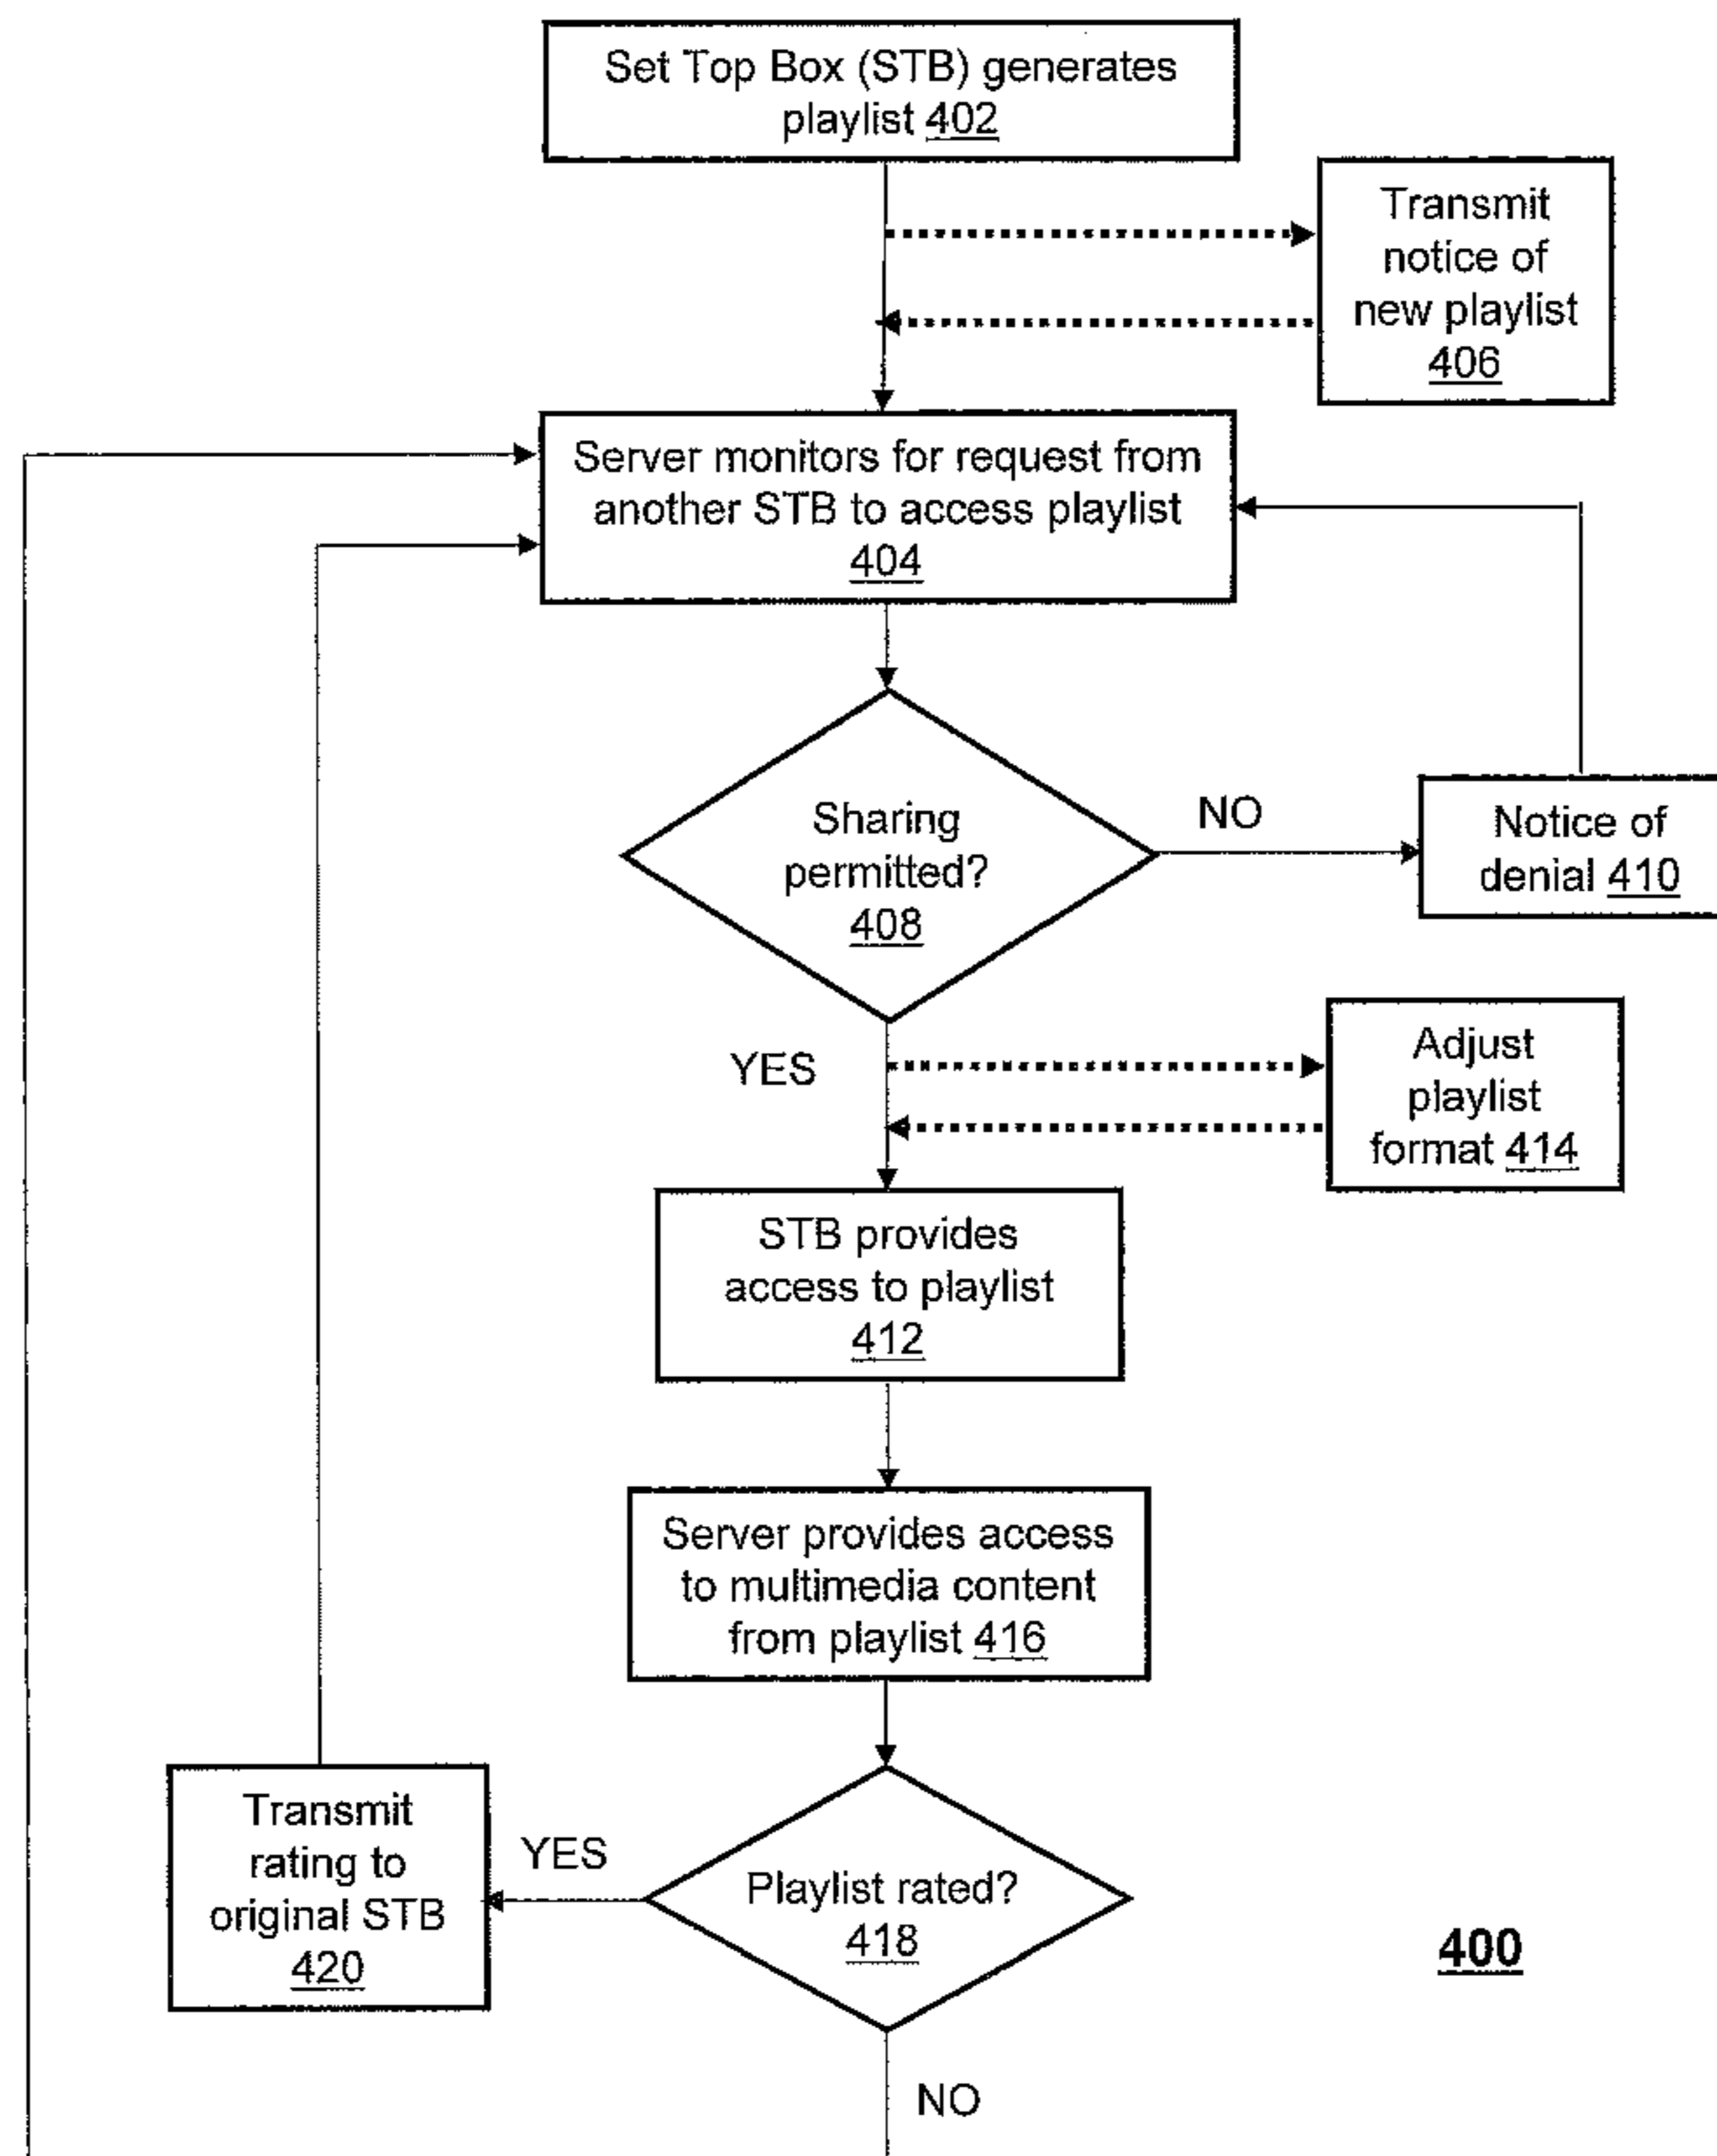 Set Top Box (STB) generates
playlist 402
Transmit
notice of
new playlist
406
Server monitors for request from
another STB to access playlist
404
Sharing
permitted?
408
NO
Notice of
denial 410
YES
Adjust
playlist
format 414
STB provides
access to playlist
412
Server provides access
to multimedia content
from playlist 416
Transmit
rating to
original STB
420
YES
Playlist rated?
418
400
NO